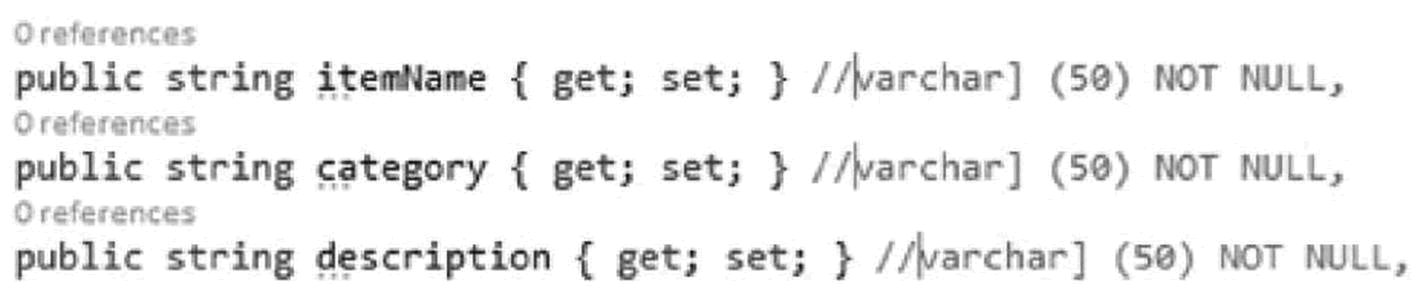 0 references
public string itemName { get; set; } //varchar] (50) NOT NULL,
0 references
public string category { get; set; } //varchar] (50) NOT NULL,
0 references
public string description { get; set; } //varchar] (50) NOT NULL,